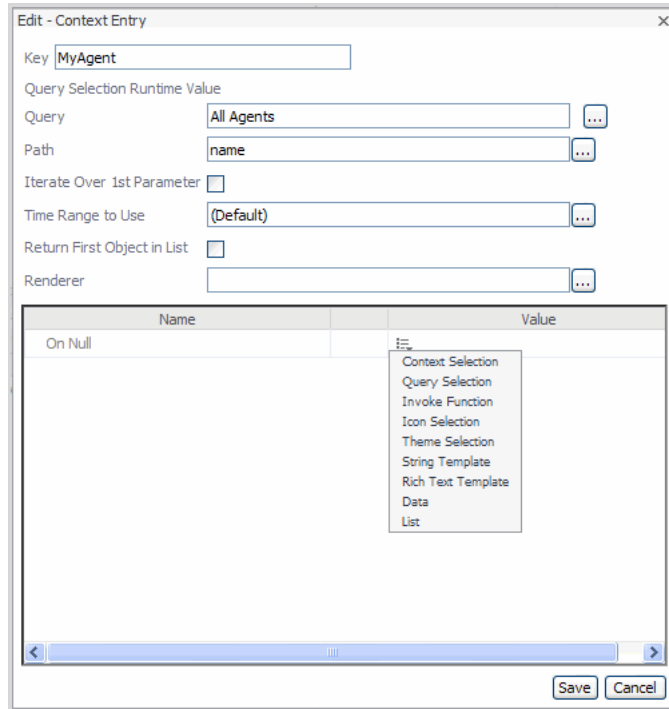 Edit - Context Entry
Key MyAgent
Query Selection Runtime Value
Query All Agents ...
Path name ...
Iterate Over 1st Parameter
Time Range to Use (Default) ...
Return First Object in List
Renderer ...
Name Value
On Null
Context Selection
Query Selection
Invoke Function
Icon Selection
Theme Selection
String Template
Rich Text Template
Data
List
Save Cancel